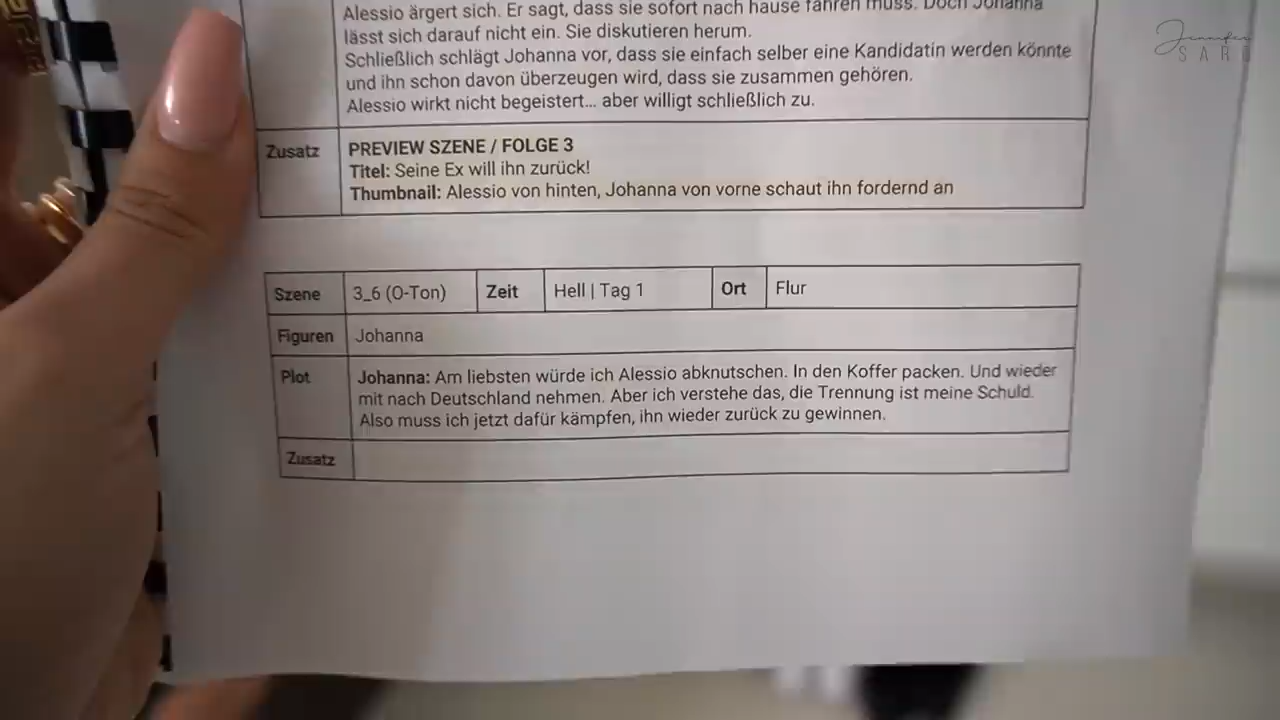 Alessio ärgert sich. Er sagt, dass sie sofort nach hause fahren muss. Doch Johanna
lässt sich darauf nicht ein. Sie diskutieren herum.
Schließlich schlägt Johanna vor, dass sie einfach selber eine Kandidatin werden könnte
und ihn schon davon überzeugen wird, dass sie zusammen gehören.
Alessio wirkt nicht begeistert... aber willigt schließlich zu.
Zusatz PREVIEW SZENE / FOLGE 3
Titel: Seine Ex will ihn zurück!
Thumbnail: Alessio von hinten, Johanna von vorne schaut ihn fordernd an
Szene 3_6 (O-Ton) Zeit Hell | Tag 1 Ort Flur
Figuren Johanna
Plot Johanna: Am liebsten würde ich Alessio abknutschen. In den Koffer packen. Und wieder
mit nach Deutschland nehmen. Aber ich verstehe das, die Trennung ist meine Schuld.
Also muss ich jetzt dafür kämpfen, ihn wieder zurück zu gewinnen.
Zusatz
Jennifer
SARO